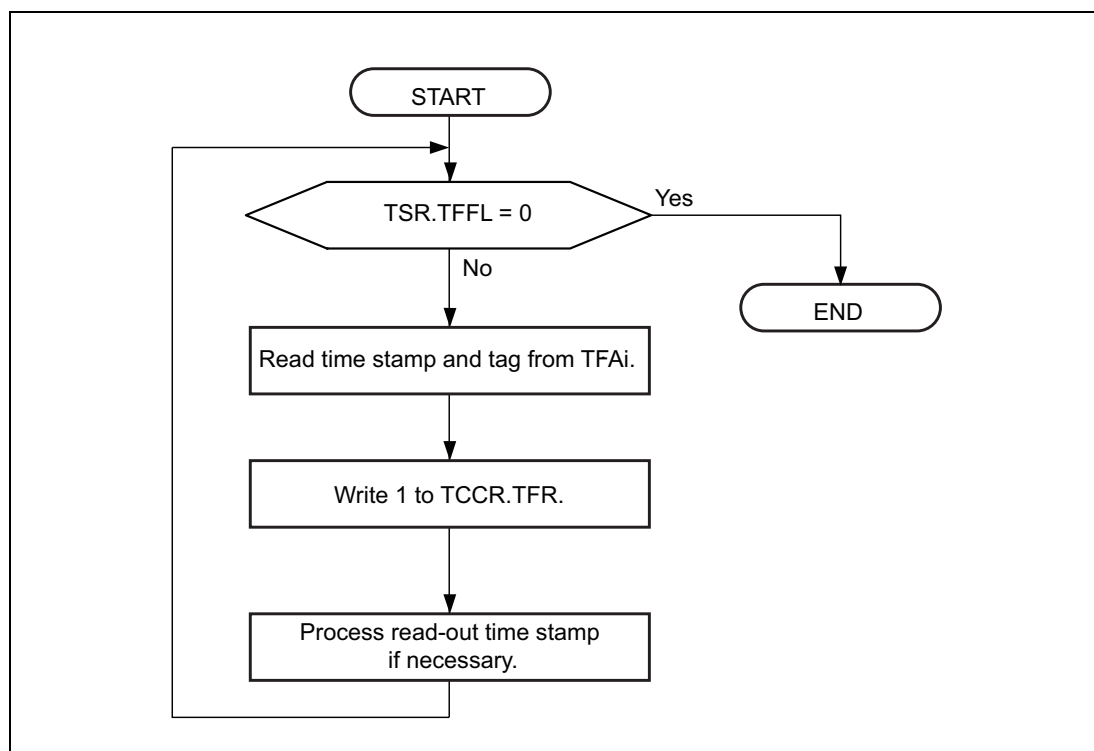 START
TSR.TFFL = 0
Yes
No
END
Read time stamp and tag from TFAi.
Write 1 to TCCR.TFR.
Process read-out time stamp
if necessary.